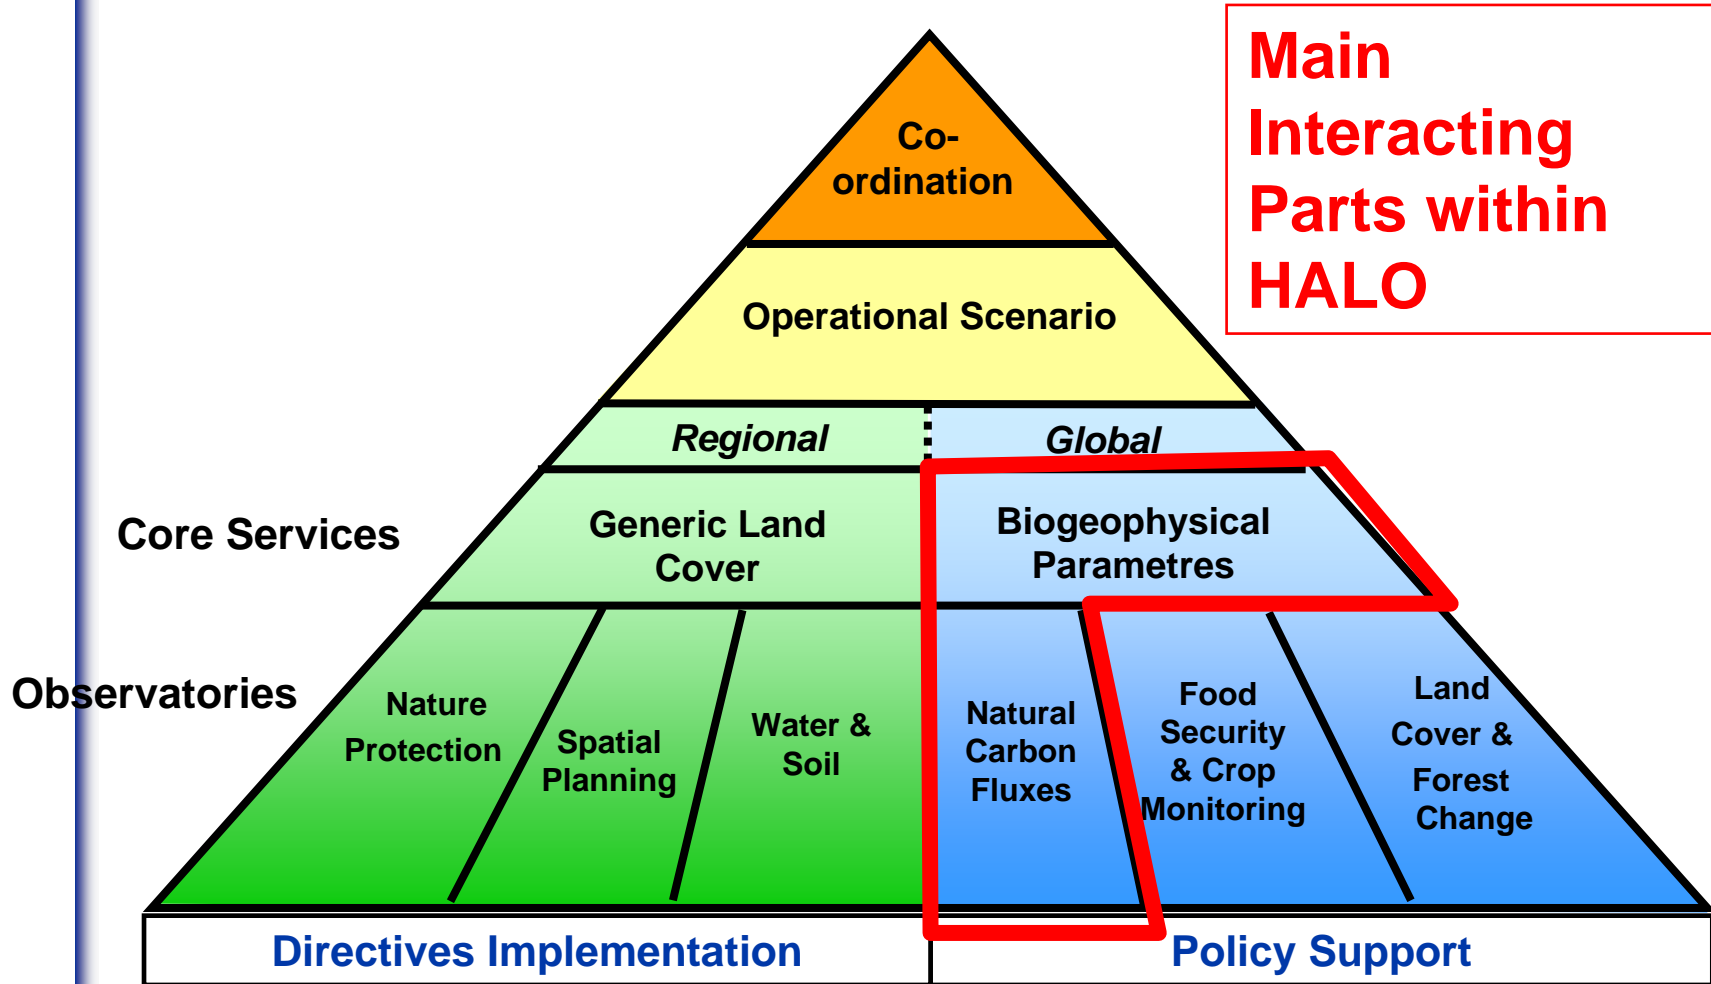 Main
Interacting
Parts within
HALO
Co-
ordination
Operational Scenario
Regional
Global
Core Services
Generic Land
Cover
Biogeophysical
Parametres
Observatories
Nature
Protection
Spatial
Planning
Water &
Soil
Natural
Carbon
Fluxes
Food
Security
& Crop
Monitoring
Land
Cover &
Forest
Change
Directives Implementation
Policy Support